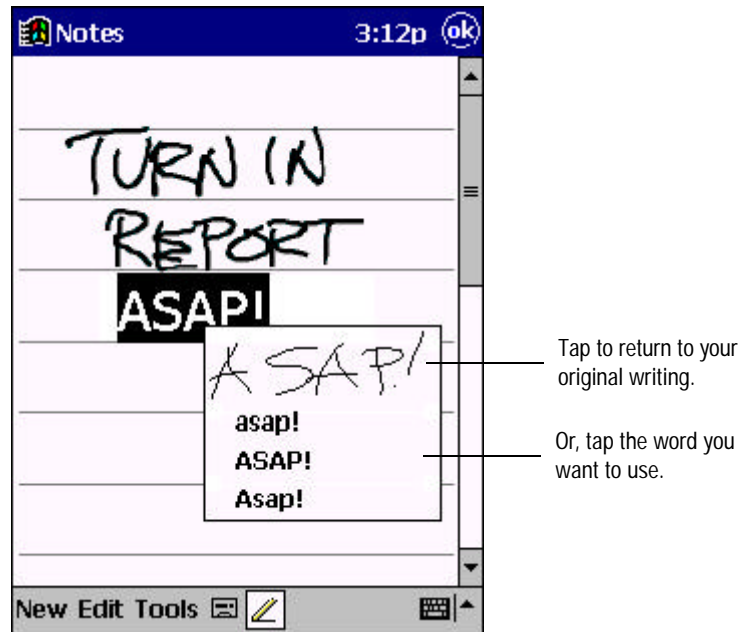 Notes 3:12p ok
TURN IN
REPORT
ASAP!
ASAP!
asap!
ASAP!
Asap!
Tap to return to your
original writing.
Or, tap the word you
want to use.
New Edit Tools